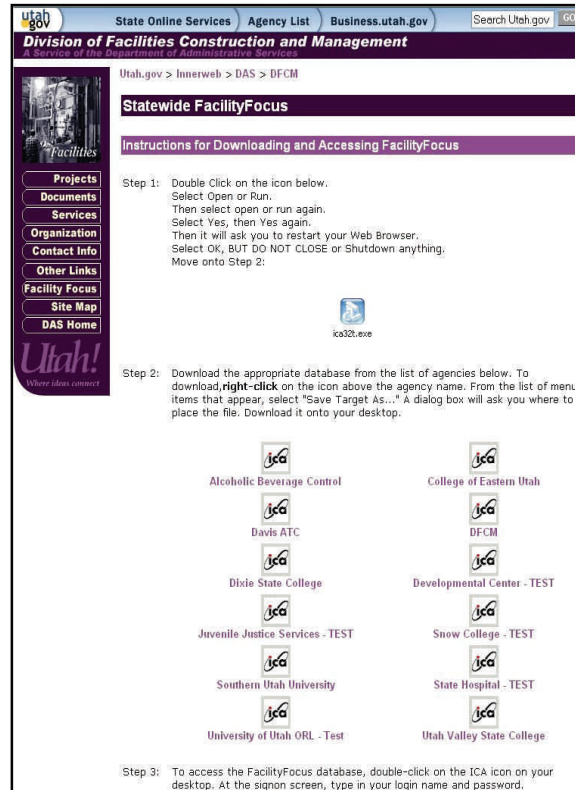 utah gov
State Online Services Agency List Business.utah.gov Search Utah.gov GO
Division of Facilities Construction and Management
A Service of the Department of Administrative Services
Utah.gov > Innerweb > DAS > DFCM
Facilities
Projects
Documents
Services
Organization
Contact Info
Other Links
Facility Focus
Site Map
DAS Home
Utah!
Where ideas connect
Statewide FacilityFocus
Instructions for Downloading and Accessing FacilityFocus
Step 1: Double Click on the icon below.
Select Open or Run.
Then select open or run again.
Select Yes, then Yes again.
Then it will ask you to restart your Web Browser.
Select OK, BUT DO NOT CLOSE or Shutdown anything.
Move onto Step 2:
ica32t.exe
Step 2: Download the appropriate database from the list of agencies below. To
download,right-click on the icon above the agency name. From the list of menu
items that appear, select "Save Target As..." A dialog box will ask you where to
place the file. Download it onto your desktop.
ica ica
Alcoholic Beverage Control College of Eastern Utah
ica ica
Davis ATC DFCM
ica ica
Dixie State College Developmental Center - TEST
ica ica
Juvenile Justice Services - TEST Snow College - TEST
ica ica
Southern Utah University State Hospital - TEST
ica ica
University of Utah ORL - Test Utah Valley State College
Step 3: To access the FacilityFocus database, double-click on the ICA icon on your
desktop. At the signon screen, type in your login name and password.